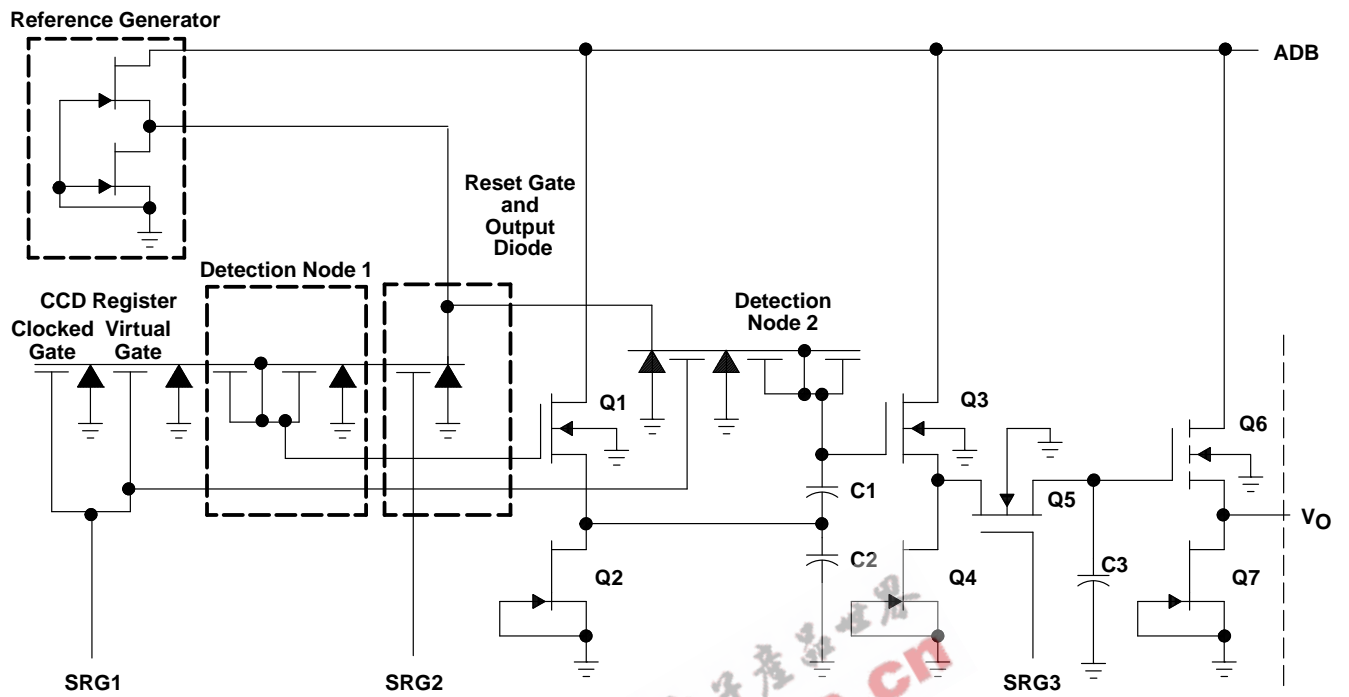 Reference Generator
ADB
Reset Gate
and
Output
Diode
Detection Node 1
CCD Register
Clocked Virtual
Gate Gate
Detection
Node 2
Q1
Q3
Q6
C1
Q5
VO
C2
Q2
Q4
C3
Q7
SRG1
SRG2
SRG3
.cn